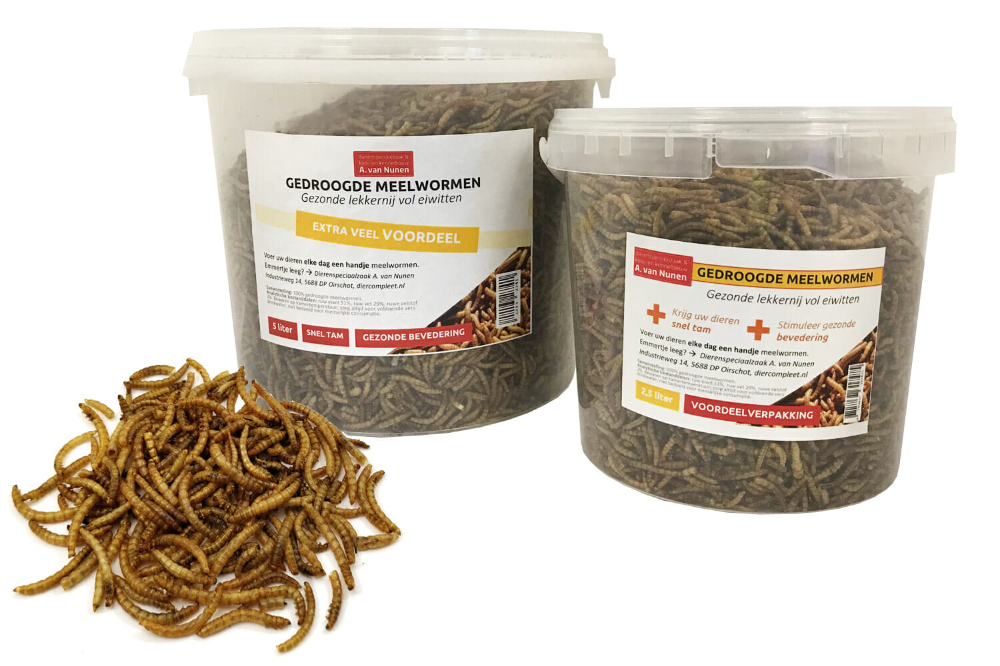 dierenspeciaalzaak &
kooi- en kennelbouw
A. van Nunen
GEDROOGDE MEELWORMEN
Gezonde lekkernij vol eiwitten
EXTRA VEEL VOORDEEL
Voer uw dieren elke dag een handje meelwormen.
Emmertje leeg? → Dierenspeciaalzaak A. van Nunen
Industrieweg 14, 5688 DP Oirschot, diercompleet.nl
Samenstelling: 100% gedroogde meelwormen.
Analytische bestanddelen: ruw eiwit 51%, ruw vet 29%, ruwe celstof
2%. Bewaren op kamertemperatuur, zorg altijd voor voldoende vers
drinkwater, niet bedoeld voor menselijke consumptie.
5 liter
SNEL TAM
GEZONDE BEVEDERING
dierenspeciaalzaak &
kooi- en kennelbouw
A. van Nunen
GEDROOGDE MEELWORMEN
Gezonde lekkernij vol eiwitten
Krijg uw dieren
snel tam
Stimuleer gezonde
bevedering
Voer uw dieren elke dag een handje meelwormen.
Emmertje leeg? → Dierenspeciaalzaak A. van Nunen
Industrieweg 14, 5688 DP Oirschot, diercompleet.nl
Samenstelling: 100% gedroogde meelwormen.
Analytische bestanddelen: ruw eiwit 51%, ruw vet 29%, ruwe celstof
2%. Bewaren op kamertemperatuur, zorg altijd voor voldoende vers
drinkwater, niet bedoeld voor menselijke consumptie.
2,5 liter
VOORDEELVERPAKKING